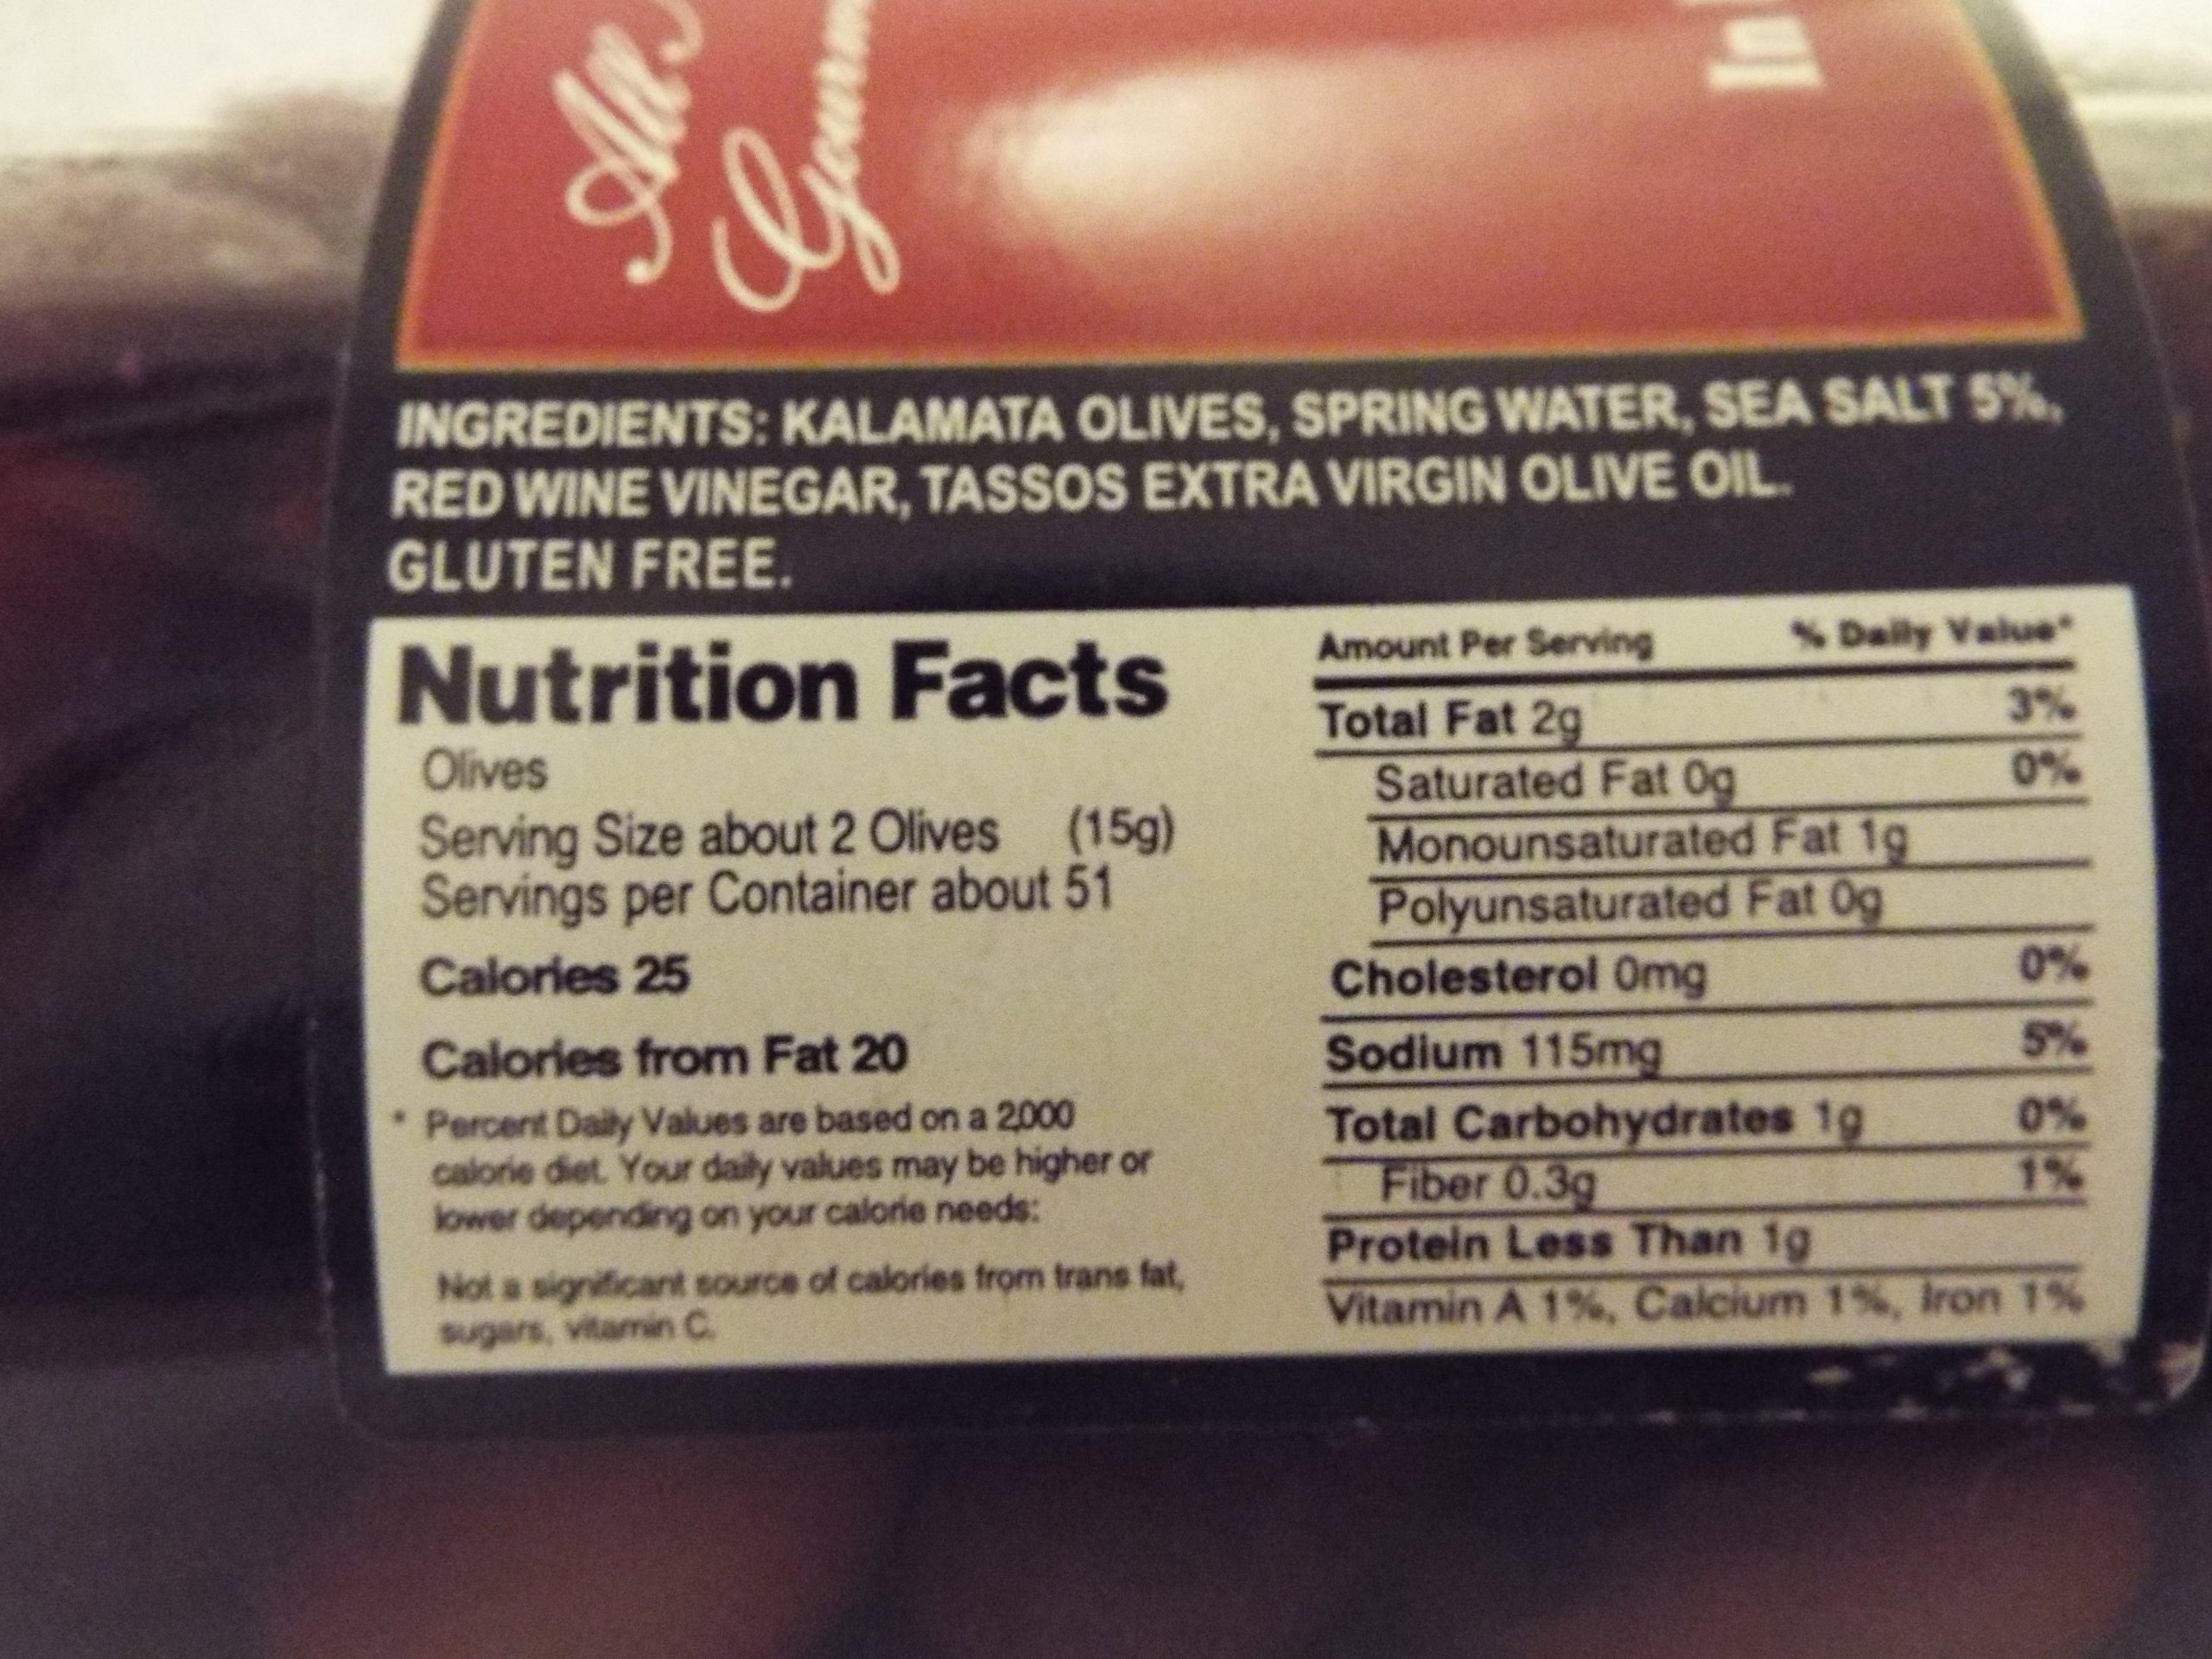 INGREDIENTS: KALAMATA OLIVES, SPRING WATER, SEA SALT 5%,
RED WINE VINEGAR, TASSOS EXTRA VIRGIN OLIVE OIL.
GLUTEN FREE.
Nutrition Facts
Olives
Serving Size about 2 Olives (15g)
Servings per Container about 51
Calories 25
Calories from Fat 20
* Percent Daily Values are based on a 2,000
calorie diet. Your daily values may be higher or
lower depending on your calorie needs:
Not a significant source of calories from trans fat,
sugars, vitamin C.
Amount Per Serving % Daily Value*
Total Fat 2g 3%
Saturated Fat 0g 0%
Monounsaturated Fat 1g
Polyunsaturated Fat 0g
Cholesterol 0mg 0%
Sodium 115mg 5%
Total Carbohydrates 1g 0%
Fiber 0.3g 1%
Protein Less Than 1g
Vitamin A 1%, Calcium 1%, Iron 1%